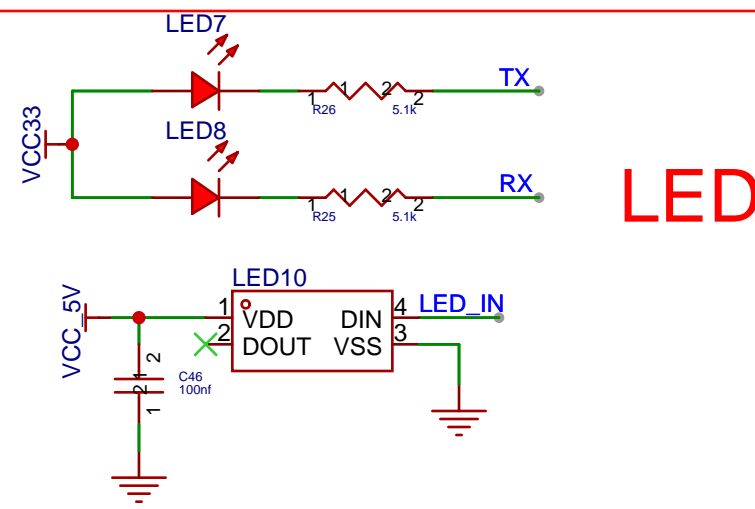 LED7
1 1 2 2
R26 5.1k
TX
VCC33
LED8
1 1 2 2
R25 5.1k
RX
LED
LED10
VCC_5V
1 VDD DIN 4 LED_IN
2 DOUT VSS 3
2
1
2
1
C46
100nf